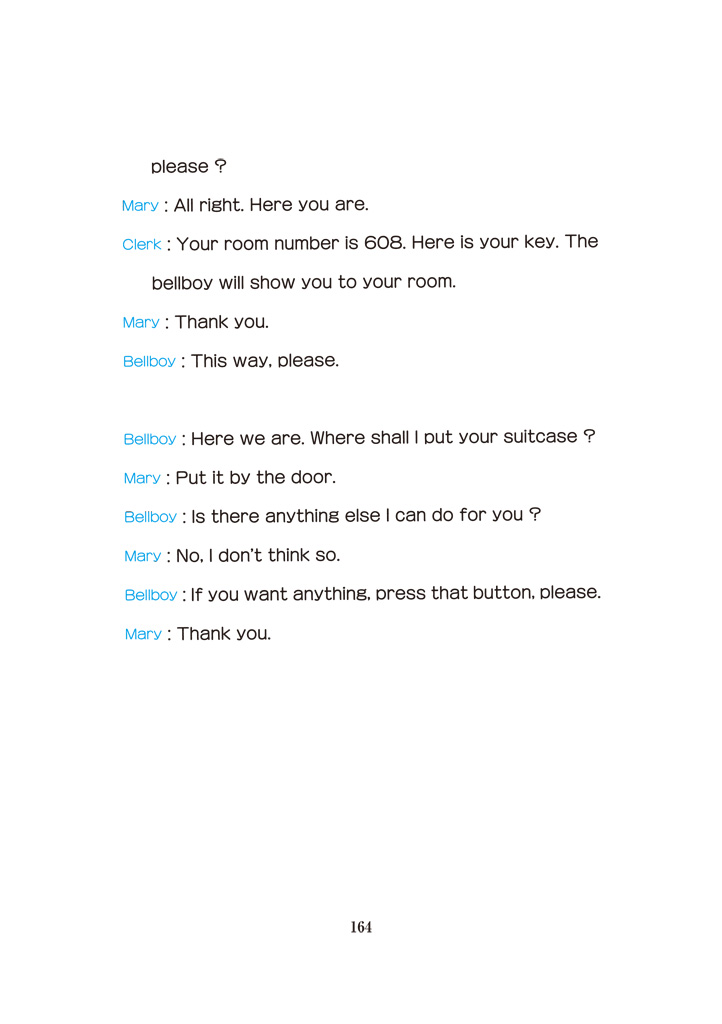 please ?
Mary : All right. Here you are.
Clerk : Your room number is 608. Here is your key. The
bellboy will show you to your room.
Mary : Thank you.
Bellboy : This way, please.
Bellboy : Here we are. Where shall I put your suitcase ?
Mary : Put it by the door.
Bellboy : Is there anything else I can do for you ?
Mary : No, I don't think so.
Bellboy : If you want anything, press that button, please.
Mary : Thank you.
164